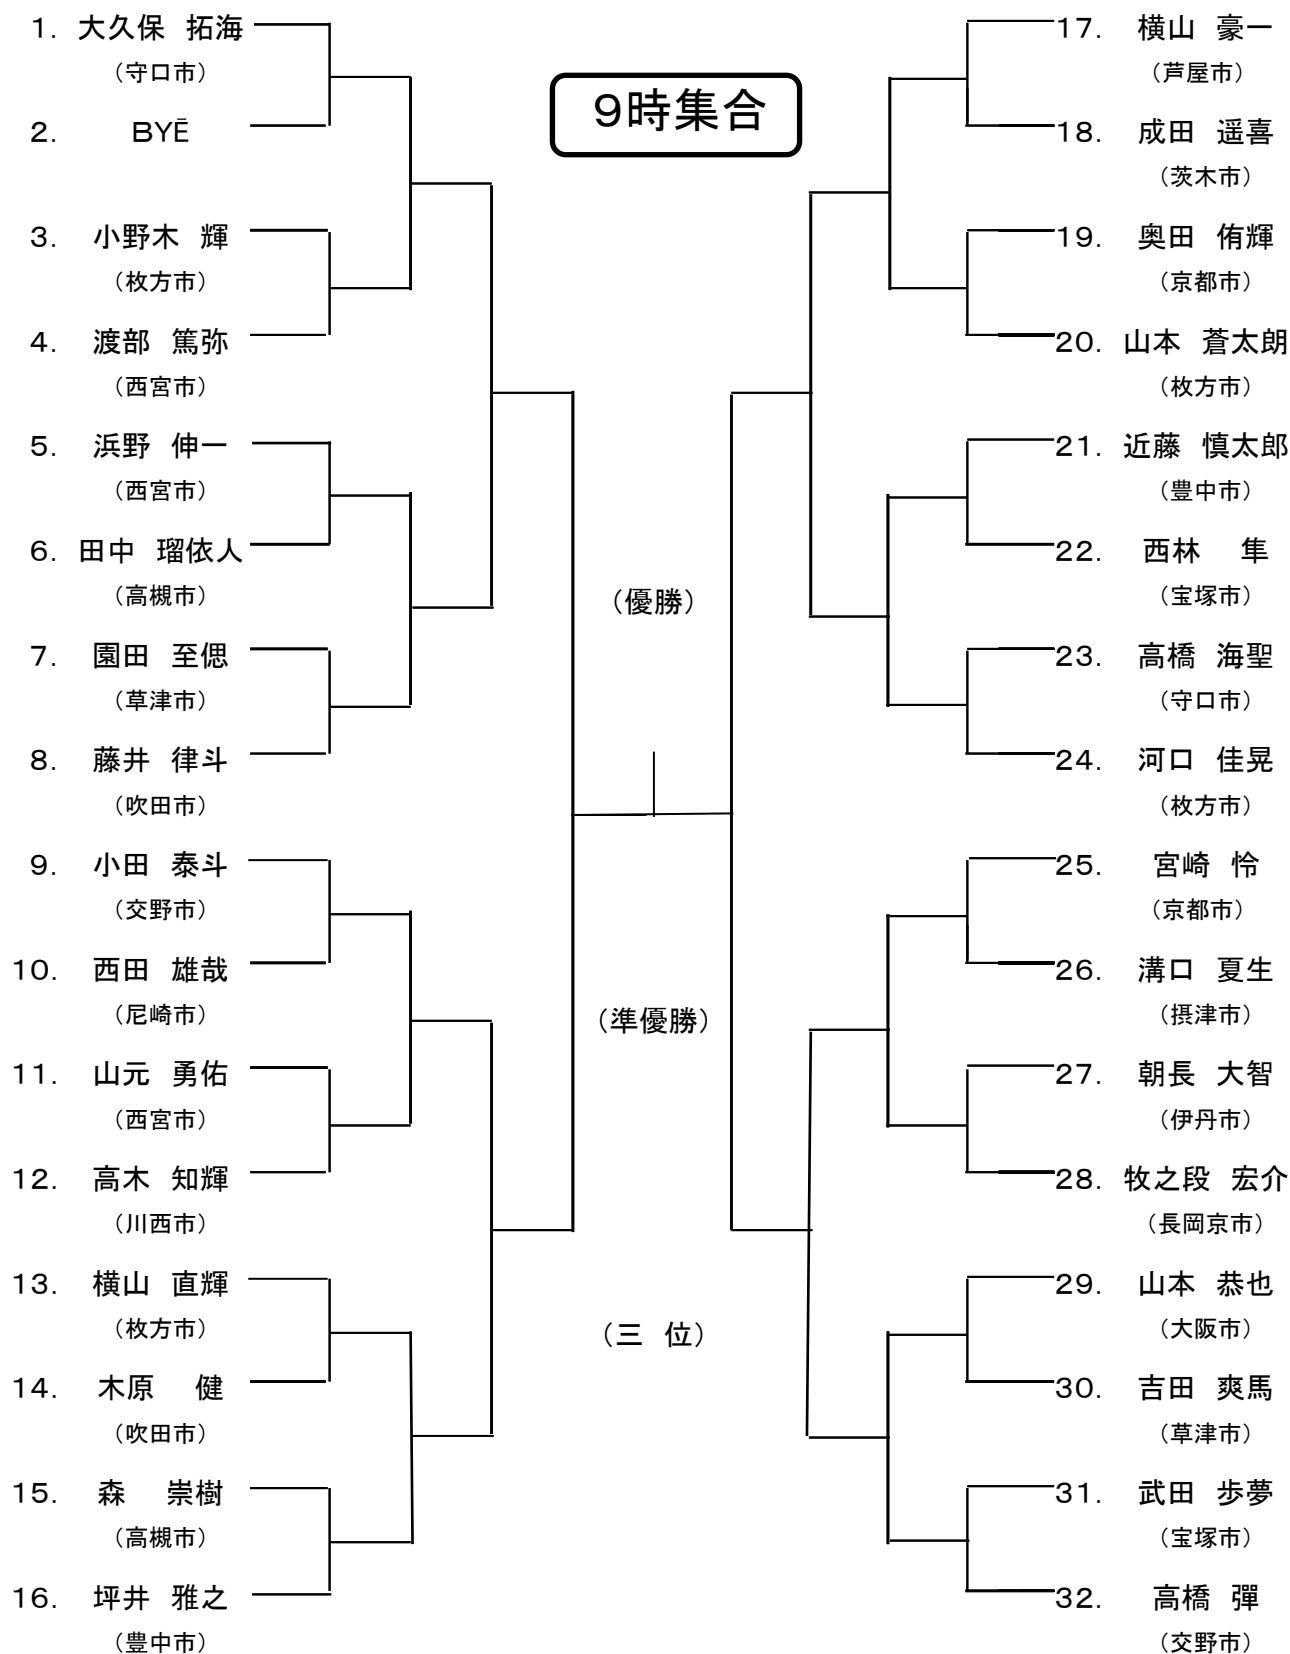 9時集合
1. 大久保 拓海
（守口市）
2. BYĒ
3. 小野木 輝
（枚方市）
4. 渡部 篤弥
（西宮市）
5. 浜野 伸一
（西宮市）
6. 田中 瑠依人
（高槻市）
7. 園田 至偲
（草津市）
8. 藤井 律斗
（吹田市）
9. 小田 泰斗
（交野市）
10. 西田 雄哉
（尼崎市）
11. 山元 勇佑
（西宮市）
12. 高木 知輝
（川西市）
13. 横山 直輝
（枚方市）
14. 木原 健
（吹田市）
15. 森 崇樹
（高槻市）
16. 坪井 雅之
（豊中市）
（優勝）
（準優勝）
（三 位）
17. 横山 豪一
（芦屋市）
18. 成田 遥喜
（茨木市）
19. 奥田 侑輝
（京都市）
20. 山本 蒼太朗
（枚方市）
21. 近藤 慎太郎
（豊中市）
22. 西林 隼
（宝塚市）
23. 高橋 海聖
（守口市）
24. 河口 佳晃
（枚方市）
25. 宮崎 怜
（京都市）
26. 溝口 夏生
（摂津市）
27. 朝長 大智
（伊丹市）
28. 牧之段 宏介
（長岡京市）
29. 山本 恭也
（大阪市）
30. 吉田 爽馬
（草津市）
31. 武田 歩夢
（宝塚市）
32. 高橋 彈
（交野市）